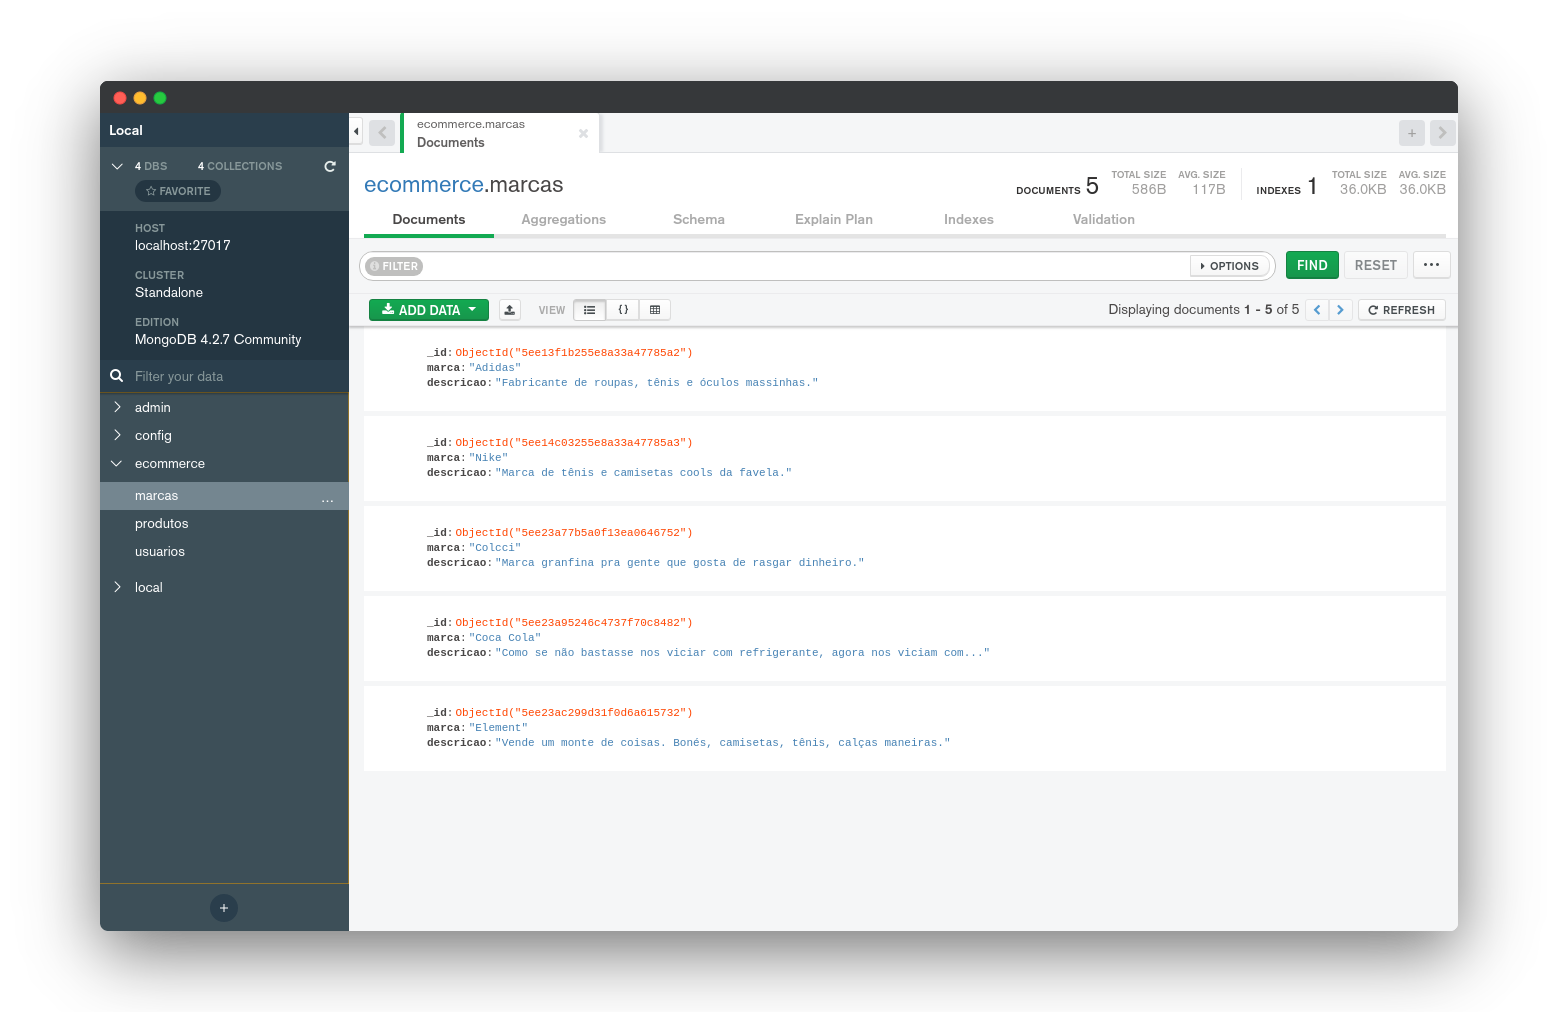 Local
4 DBS 4 COLLECTIONS
FAVORITE
HOST
localhost:27017
CLUSTER
Standalone
EDITION
MongoDB 4.2.7 Community
Filter your data
admin
config
ecommerce
marcas ...
produtos
usuarios
local
ecommerce.marcas
Documents
ecommerce.marcas
DOCUMENTS 5 TOTAL SIZE 586B AVG. SIZE 117B INDEXES 1 TOTAL SIZE 36.0KB AVG. SIZE 36.0KB
Documents Aggregations Schema Explain Plan Indexes Validation
FILTER OPTIONS FIND RESET ...
ADD DATA VIEW { } Displaying documents 1 - 5 of 5 REFRESH
_id: ObjectId("5ee13f1b255e8a33a47785a2")
marca: "Adidas"
descricao: "Fabricante de roupas, tênis e óculos massinhas."
_id: ObjectId("5ee14c03255e8a33a47785a3")
marca: "Nike"
descricao: "Marca de tênis e camisetas cools da favela."
_id: ObjectId("5ee23a77b5a0f13ea0646752")
marca: "Colcci"
descricao: "Marca granfina pra gente que gosta de rasgar dinheiro."
_id: ObjectId("5ee23a95246c4737f70c8482")
marca: "Coca Cola"
descricao: "Como se não bastasse nos viciar com refrigerante, agora nos viciam com..."
_id: ObjectId("5ee23ac299d31f0d6a615732")
marca: "Element"
descricao: "Vende um monte de coisas. Bonés, camisetas, tênis, calças maneiras."